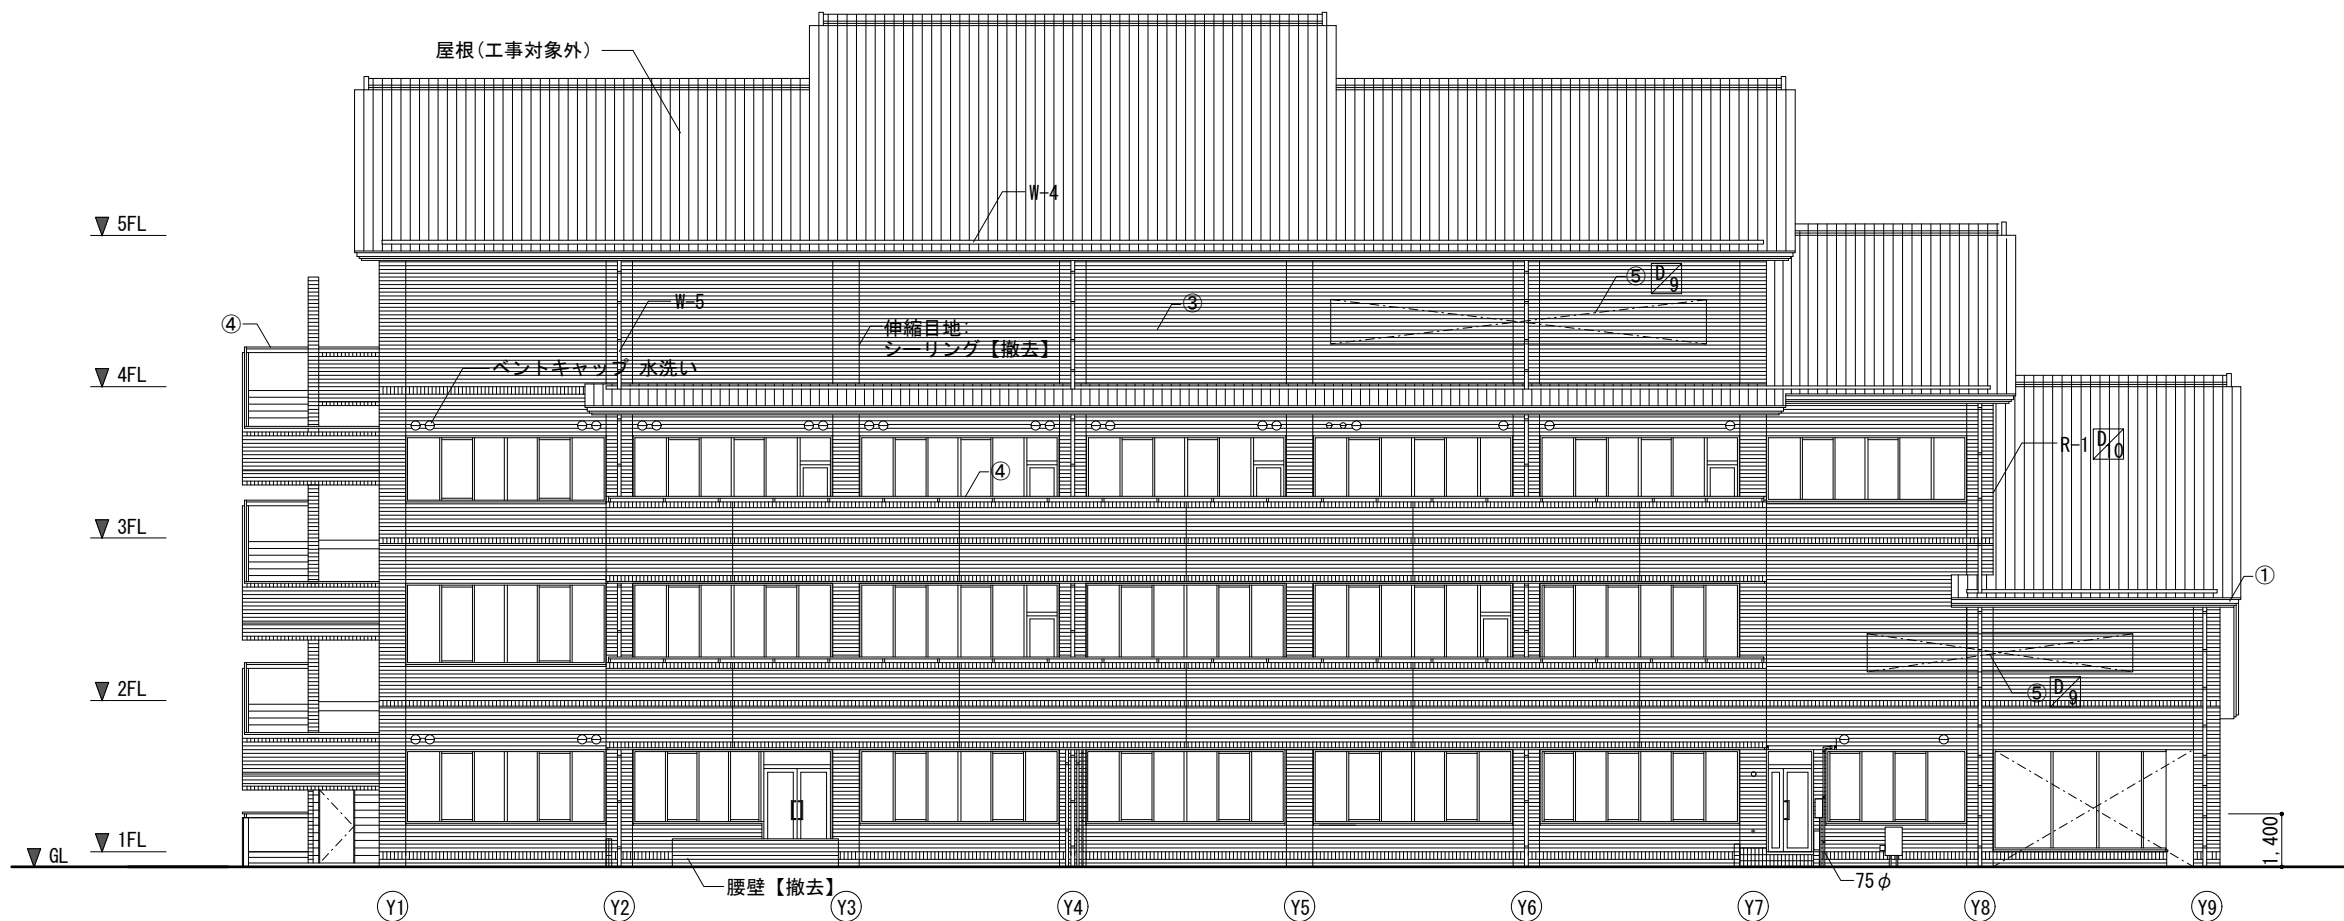 屋根(工事対象外)
W-4
5FL
⑤ D/9
W-5
③
④
伸縮目地:
シーリング【撤去】
ベントキャップ 水洗い
4FL
R-1 D/10
④
3FL
①
2FL
⑤ D/9
1FL
GL
1,400
腰壁【撤去】
75φ
Y1 Y2 Y3 Y4 Y5 Y6 Y7 Y8 Y9